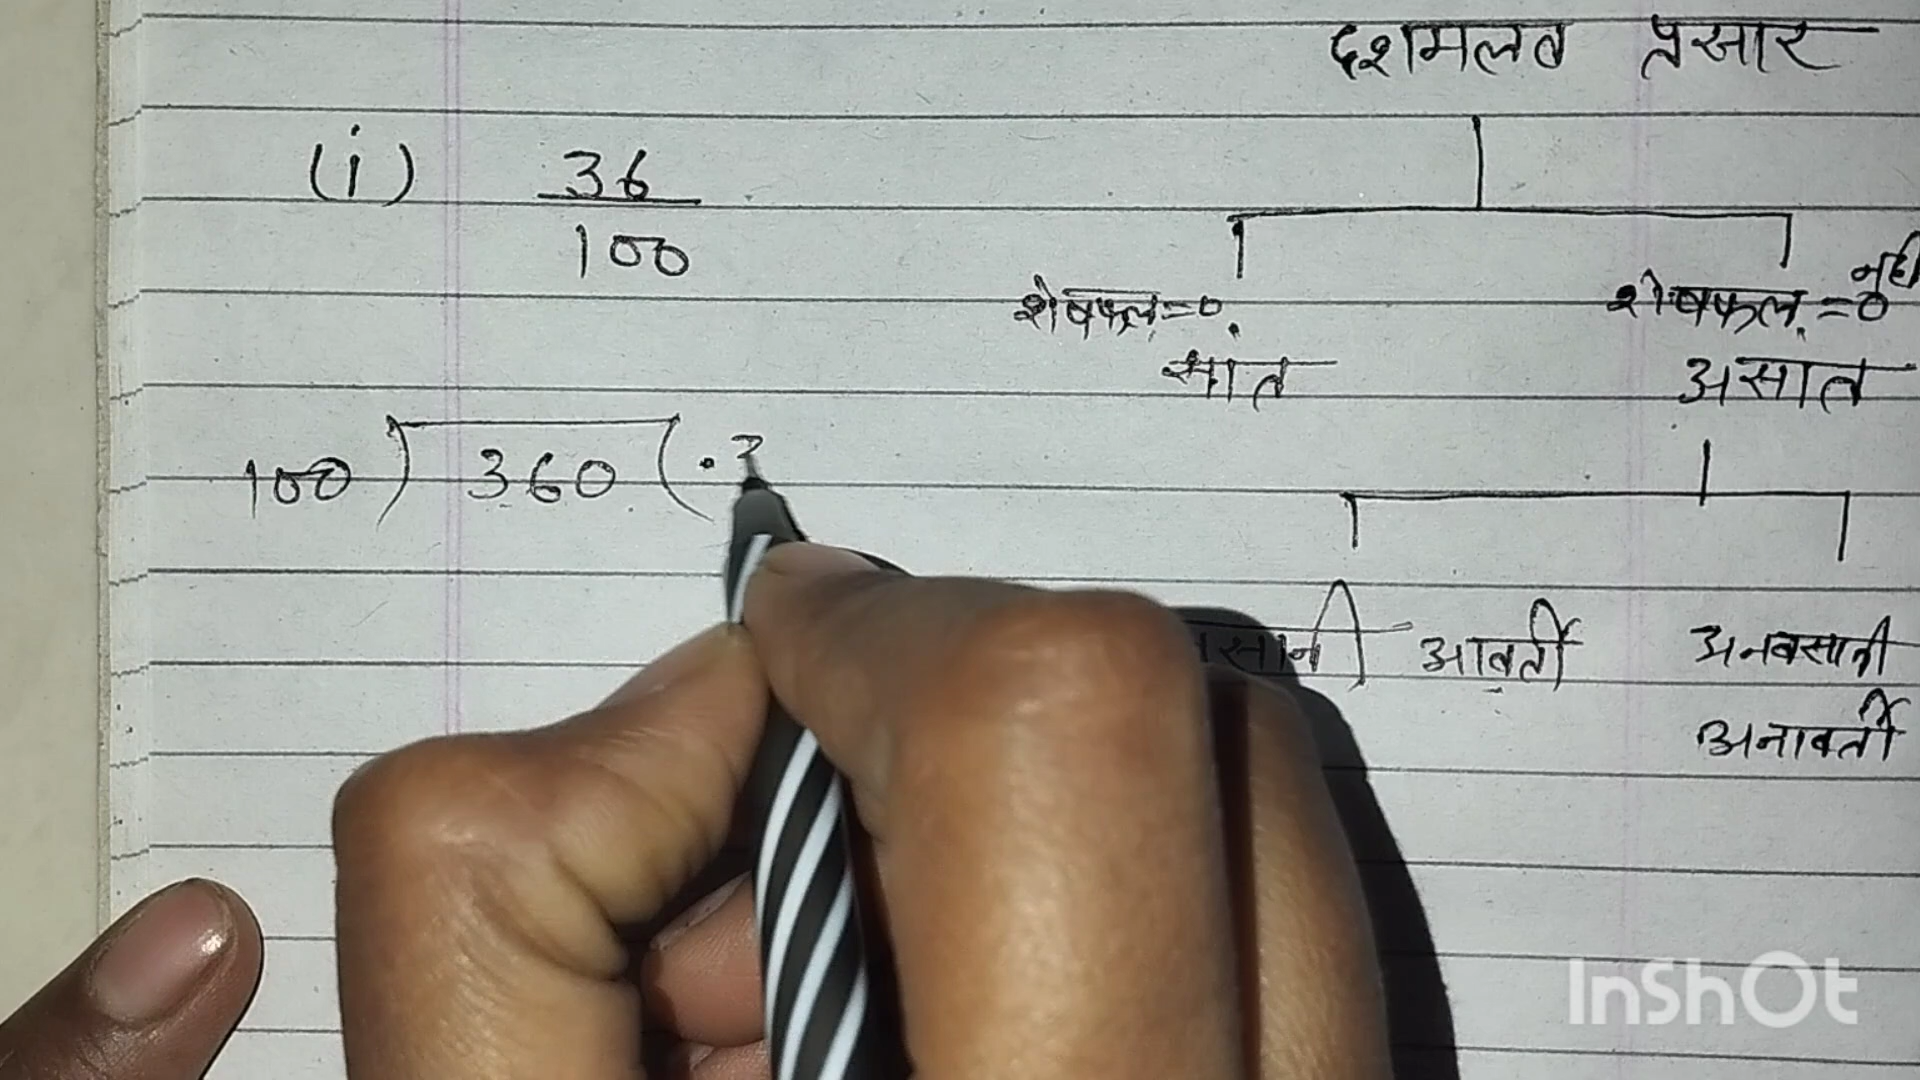 दशमलव प्रसार
(i) 36
100
शेषफल=0
सांत
शेषफल=0
नहीं
असांत
100) 360 (.3
आवर्ती
अनवसानी
अनावर्ती
InShOt